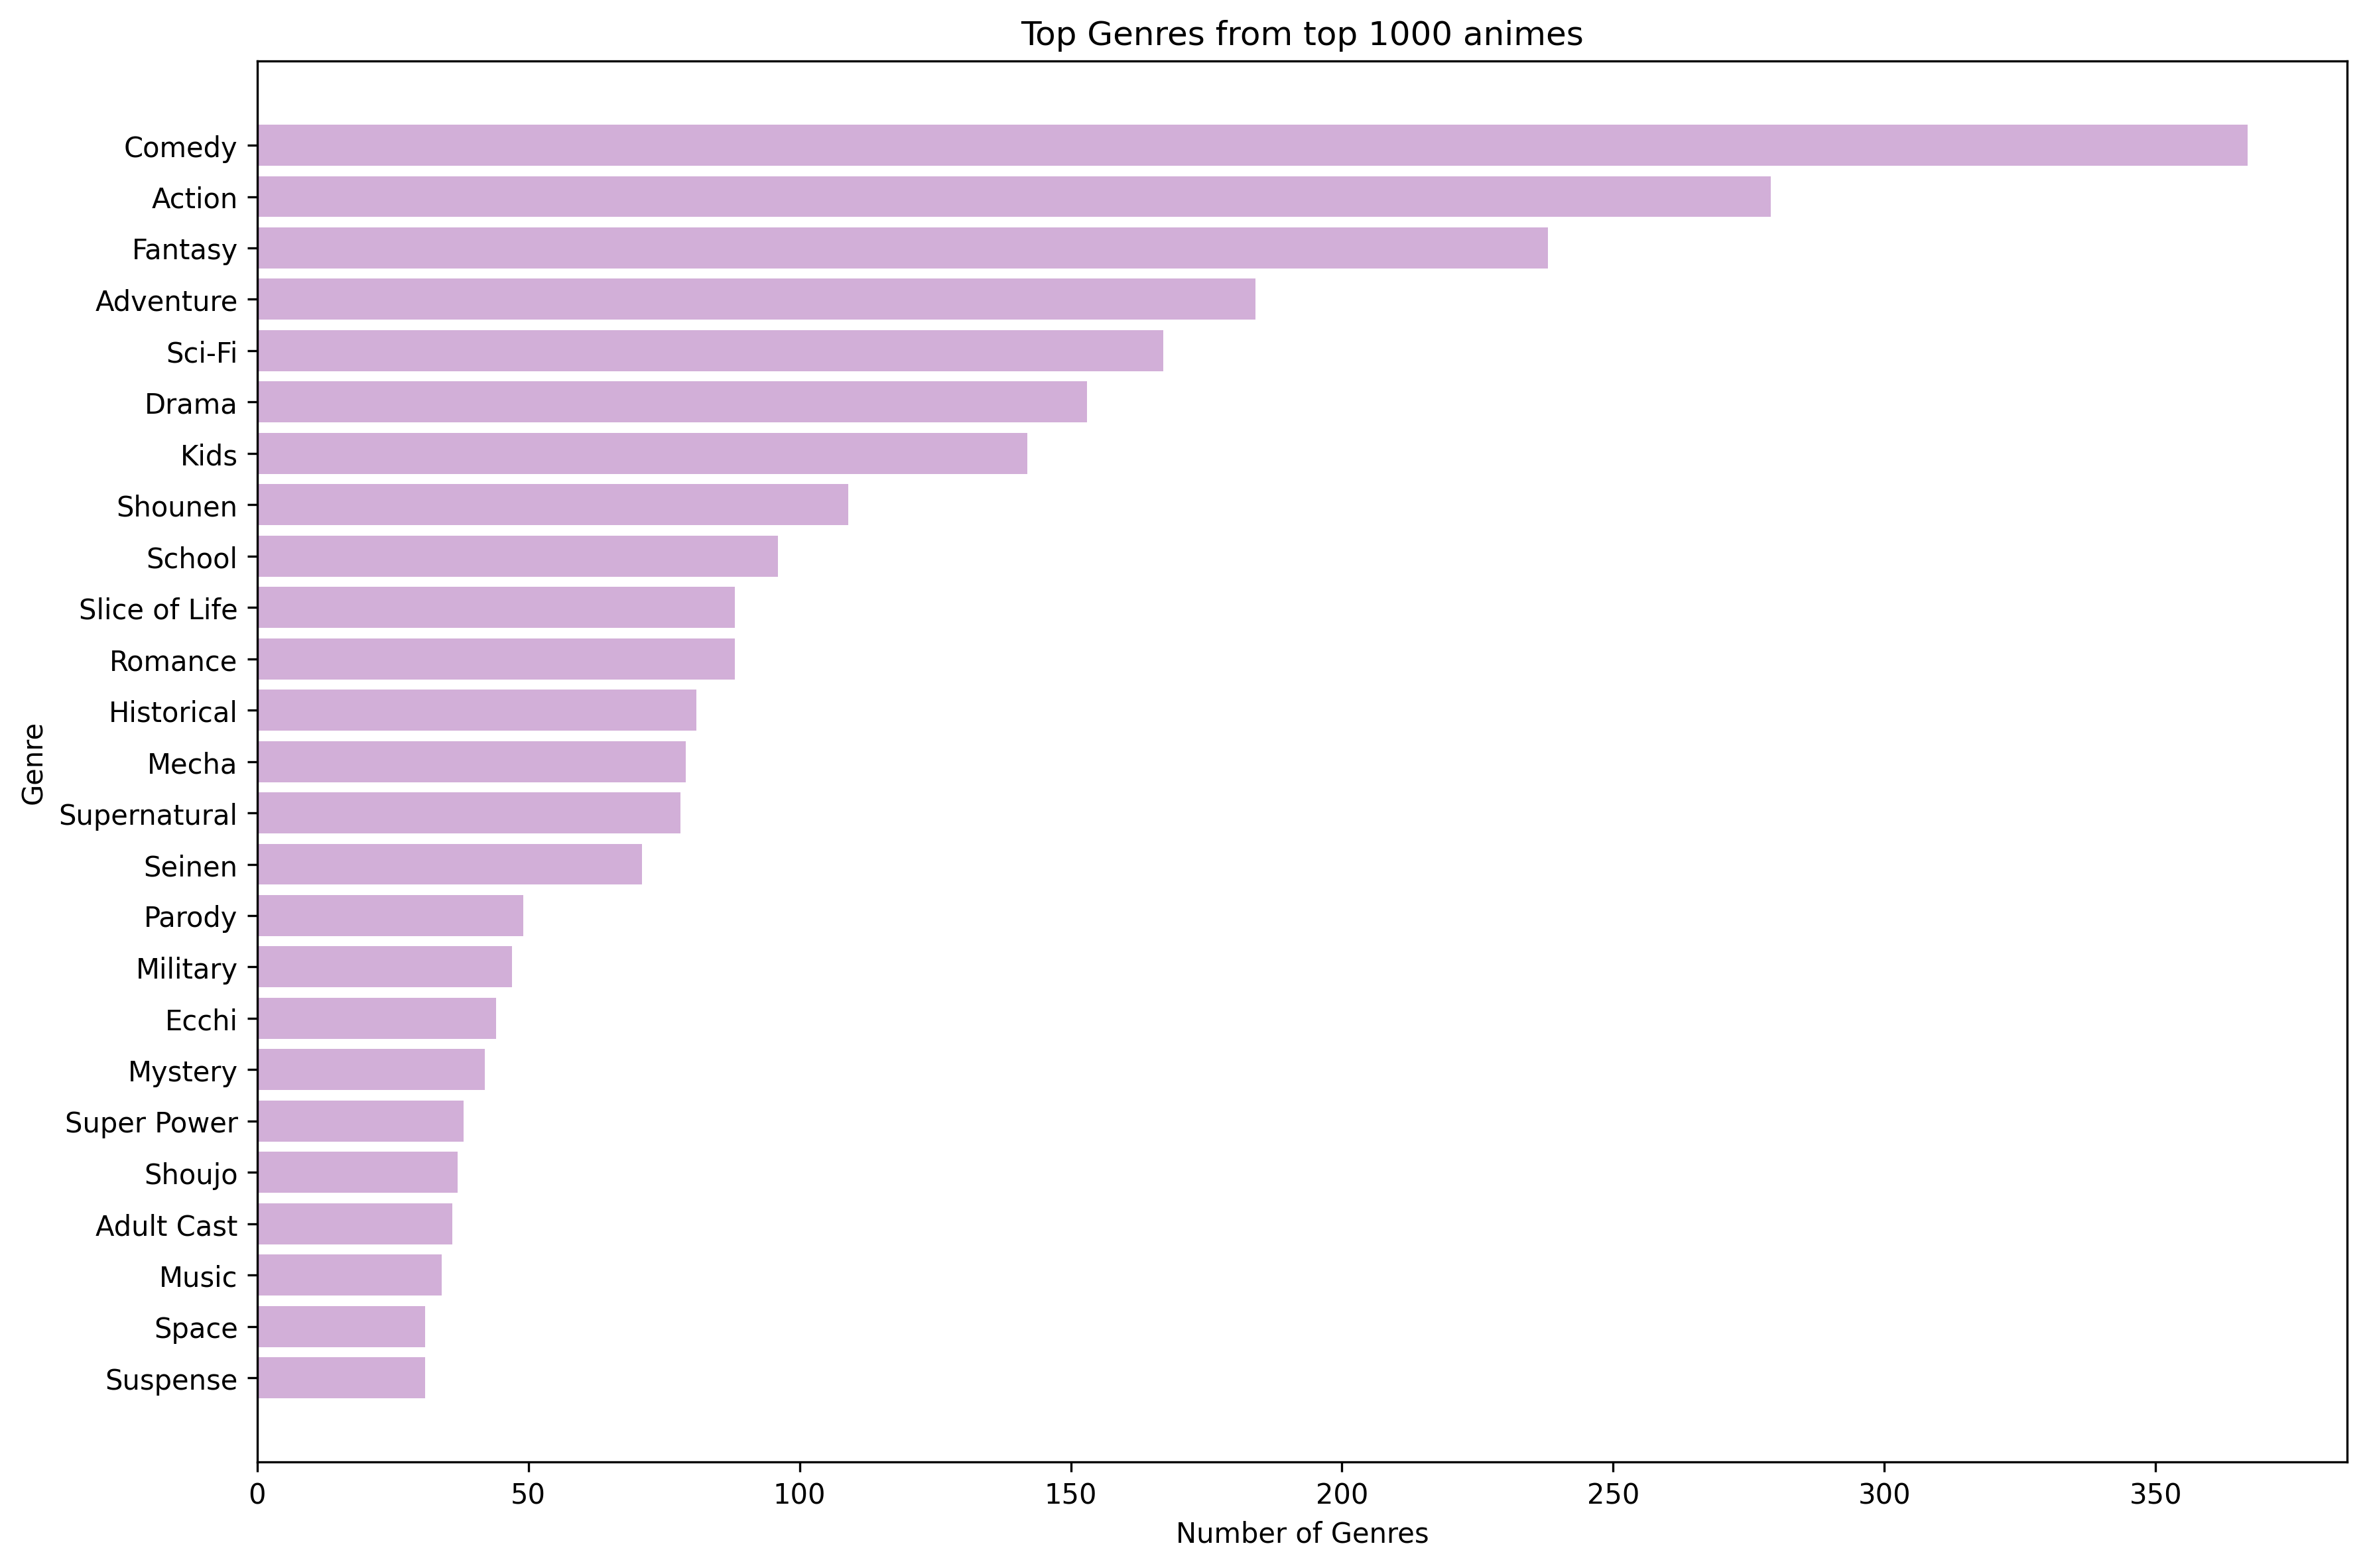 Top Genres from top 1000 animes
Comedy
Action
Fantasy
Adventure
Sci-Fi
Drama
Kids
Shounen
School
Slice of Life
Romance
Historical
Mecha
Supernatural
Seinen
Parody
Military
Ecchi
Mystery
Super Power
Shoujo
Adult Cast
Music
Space
Suspense
Genre
0 50 100 150 200 250 300 350
Number of Genres